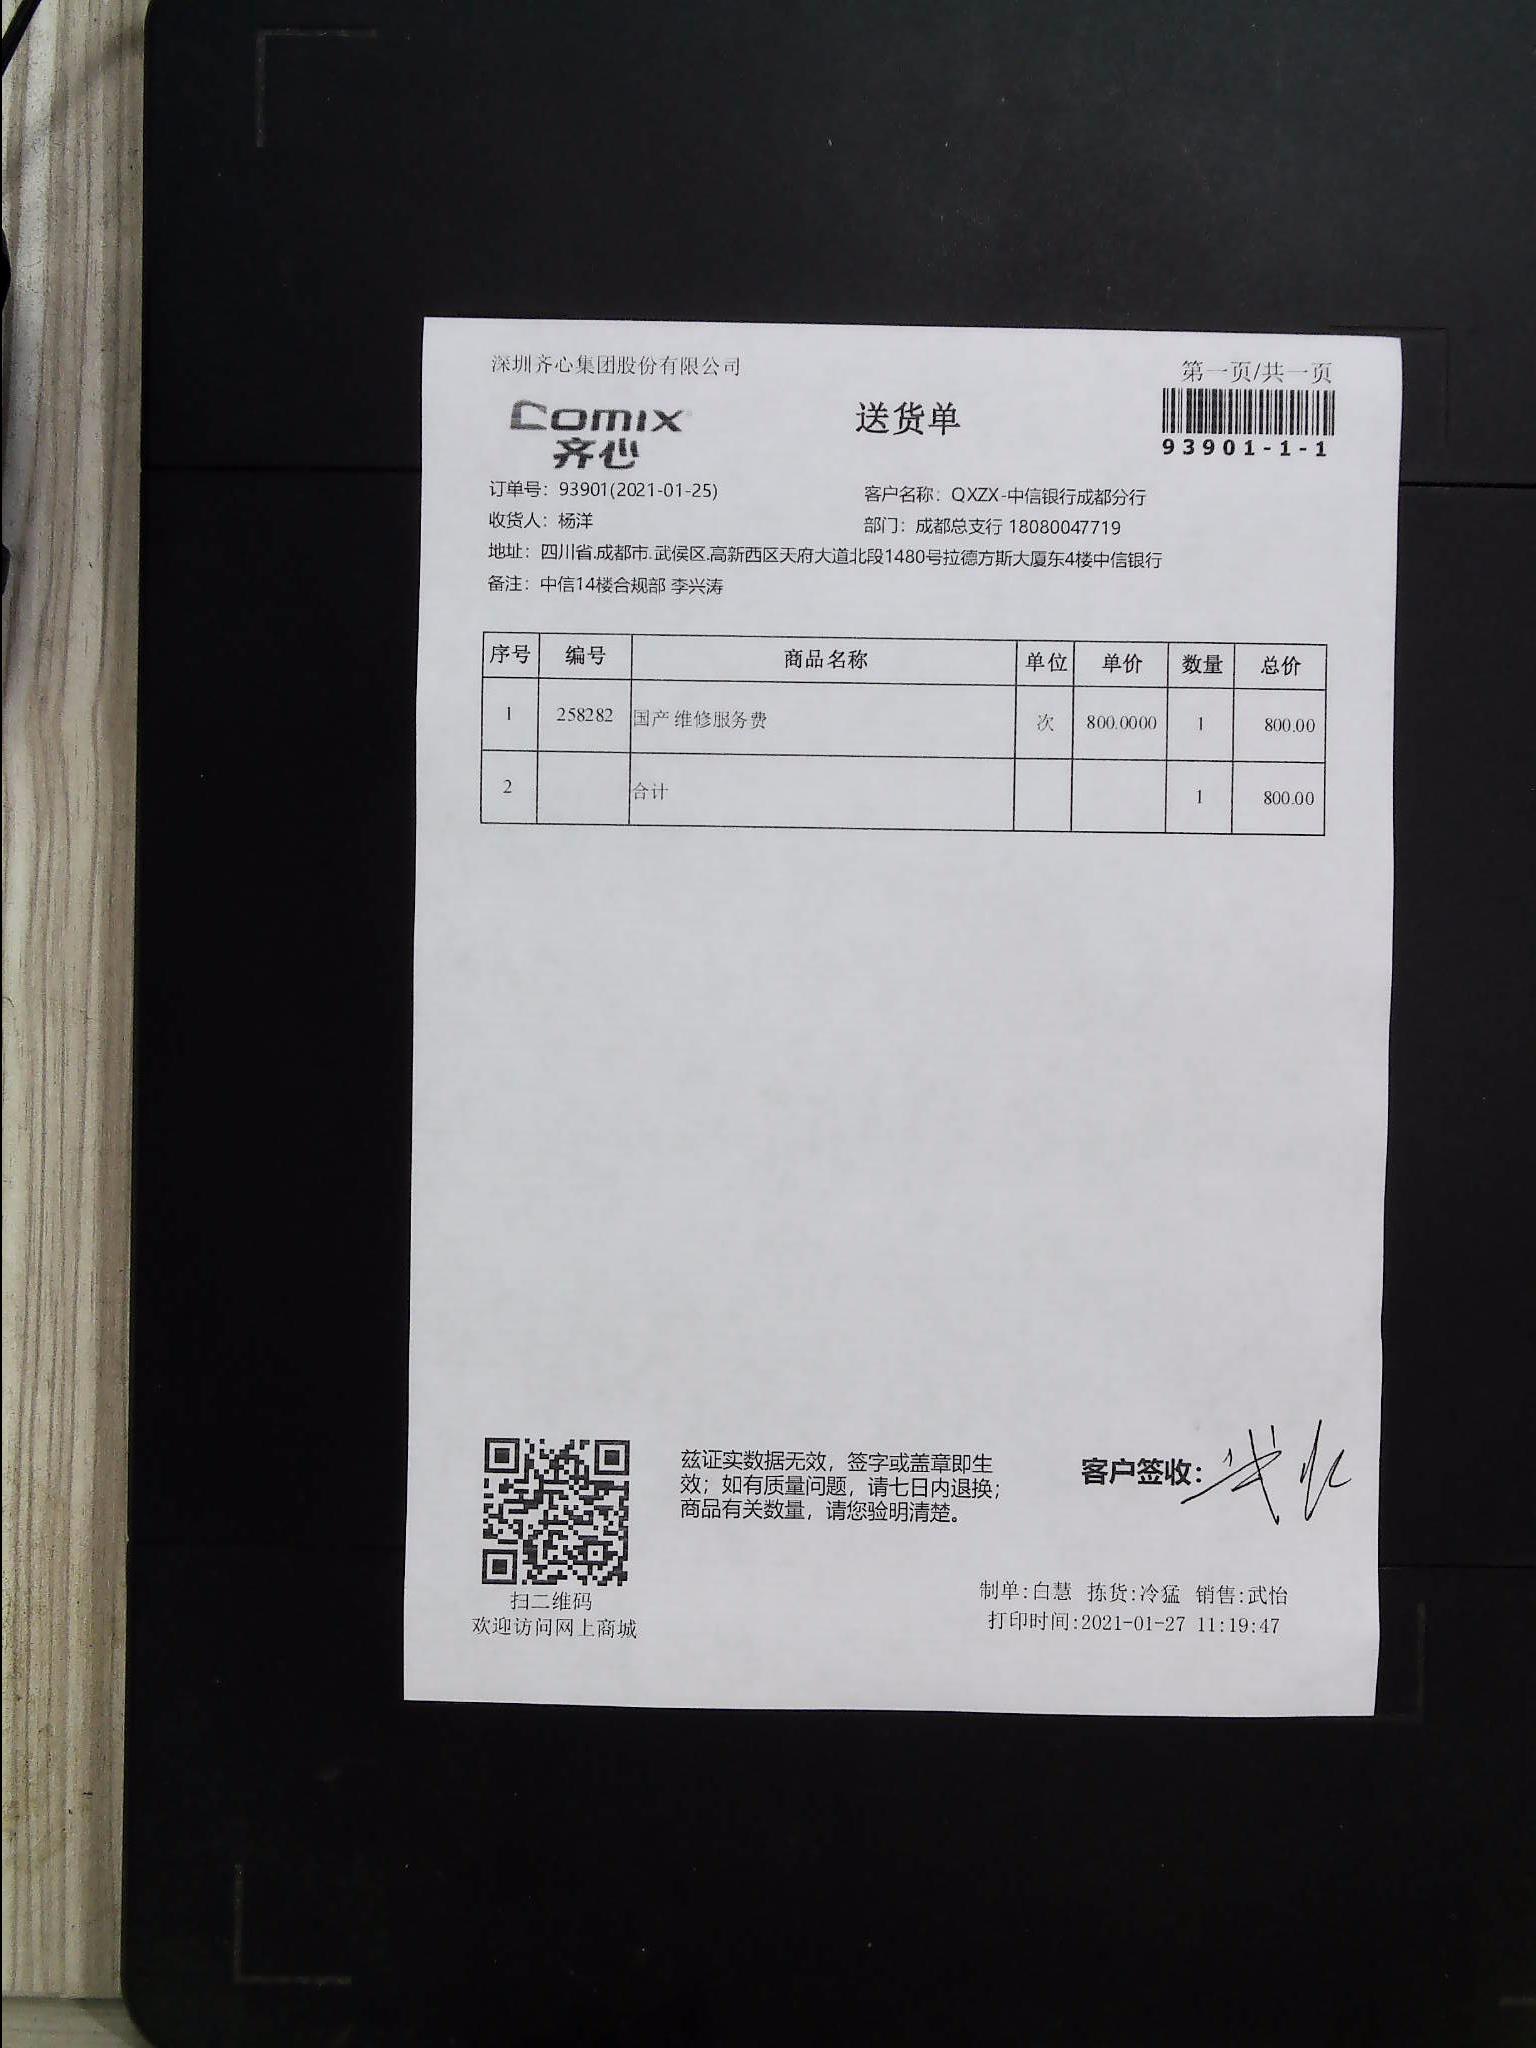 深圳齐心集团股份有限公司
第一页/共一页
COMIX
齐心
送货单
93901-1-1
订单号：93901(2021-01-25)
客户名称：QXZX-中信银行成都分行
收货人：杨洋
部门：成都总支行 18080047719
地址：四川省.成都市.武侯区.高新西区天府大道北段1480号拉德方斯大厦东4楼中信银行
备注：中信14楼合规部 李兴涛
序号 编号 商品名称 单位 单价 数量 总价
1 258282 国产 维修服务费 次 800.0000 1 800.00
2 合计 1 800.00
兹证实数据无效，签字或盖章即生
效；如有质量问题，请七日内退换；
商品有关数量，请您验明清楚。
客户签收：
扫二维码
欢迎访问网上商城
制单:白慧 拣货:冷猛 销售:武怡
打印时间:2021-01-27 11:19:47